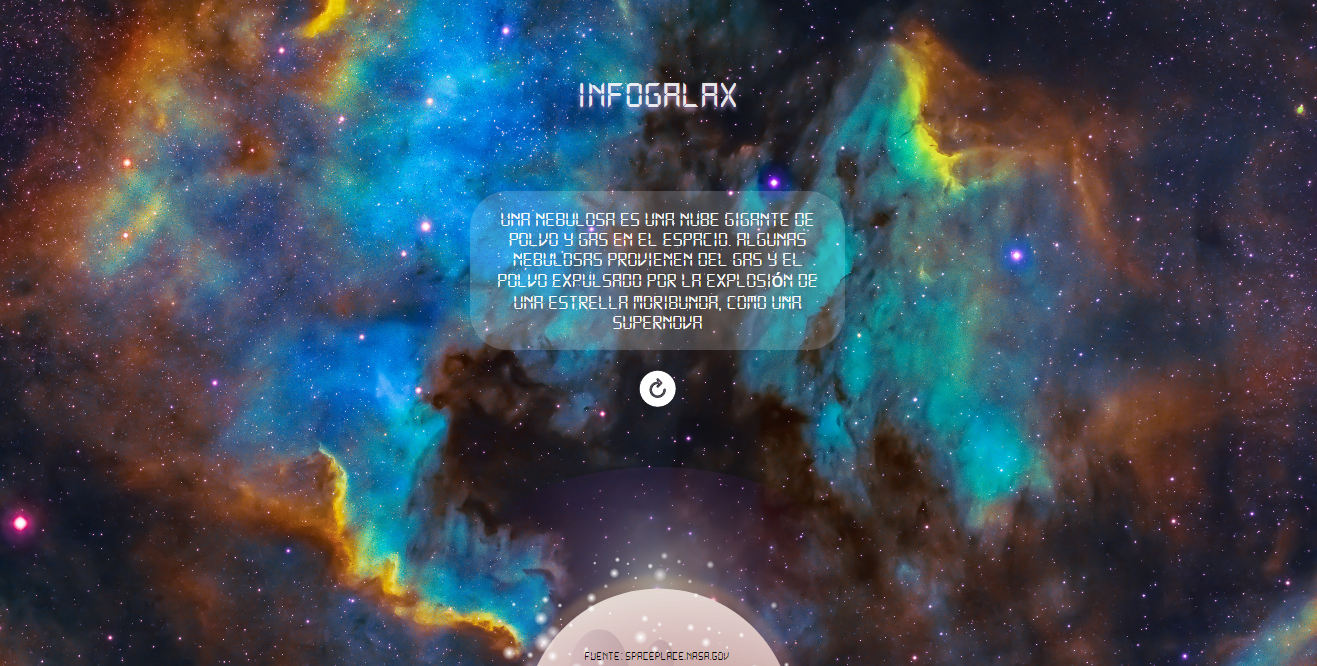 INFOGALAX
UNA NEBULOSA ES UNA NUBE GIGANTE DE
POLVO Y GAS EN EL ESPACIO. ALGUNAS
NEBULOSAS PROVIENEN DEL GAS Y EL
POLVO EXPULSADO POR LA EXPLOSIÓN DE
UNA ESTRELLA MORIBUNDA, COMO UNA
SUPERNOVA
FUENTE: SPACEPLACE.NASA.GOV